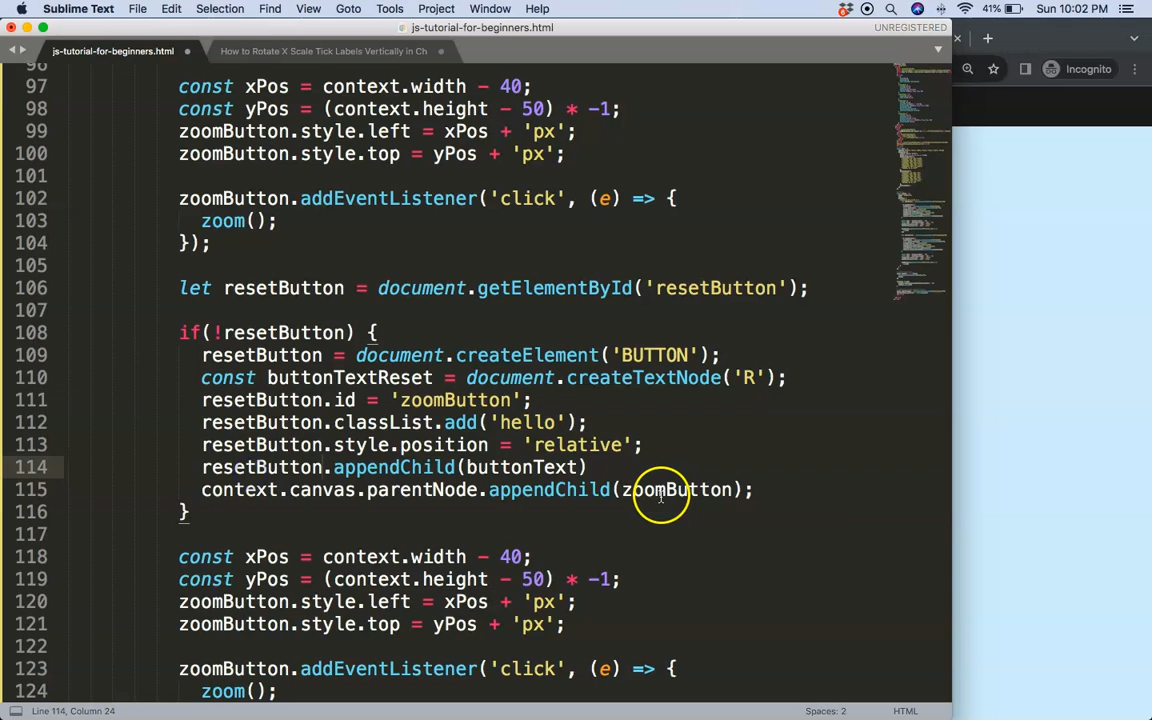 Sublime Text File Edit Selection Find View Goto Tools Project Window Help 41% Sun 10:02 PM
js-tutorial-for-beginners.html UNREGISTERED
js-tutorial-for-beginners.html How to Rotate X Scale Tick Labels Vertically in Ch
Incognito
96
97 const xPos = context.width - 40;
98 const yPos = (context.height - 50) * -1;
99 zoomButton.style.left = xPos + 'px';
100 zoomButton.style.top = yPos + 'px';
101
102 zoomButton.addEventListener('click', (e) => {
103 zoom();
104 });
105
106 let resetButton = document.getElementById('resetButton');
107
108 if(!resetButton) {
109 resetButton = document.createElement('BUTTON');
110 const buttonTextReset = document.createTextNode('R');
111 resetButton.id = 'zoomButton';
112 resetButton.classList.add('hello');
113 resetButton.style.position = 'relative';
114 resetButton.appendChild(buttonText)
115 context.canvas.parentNode.appendChild(zoomButton);
116 }
117
118 const xPos = context.width - 40;
119 const yPos = (context.height - 50) * -1;
120 zoomButton.style.left = xPos + 'px';
121 zoomButton.style.top = yPos + 'px';
122
123 zoomButton.addEventListener('click', (e) => {
124 zoom();
Line 114, Column 24 Spaces: 2 HTML